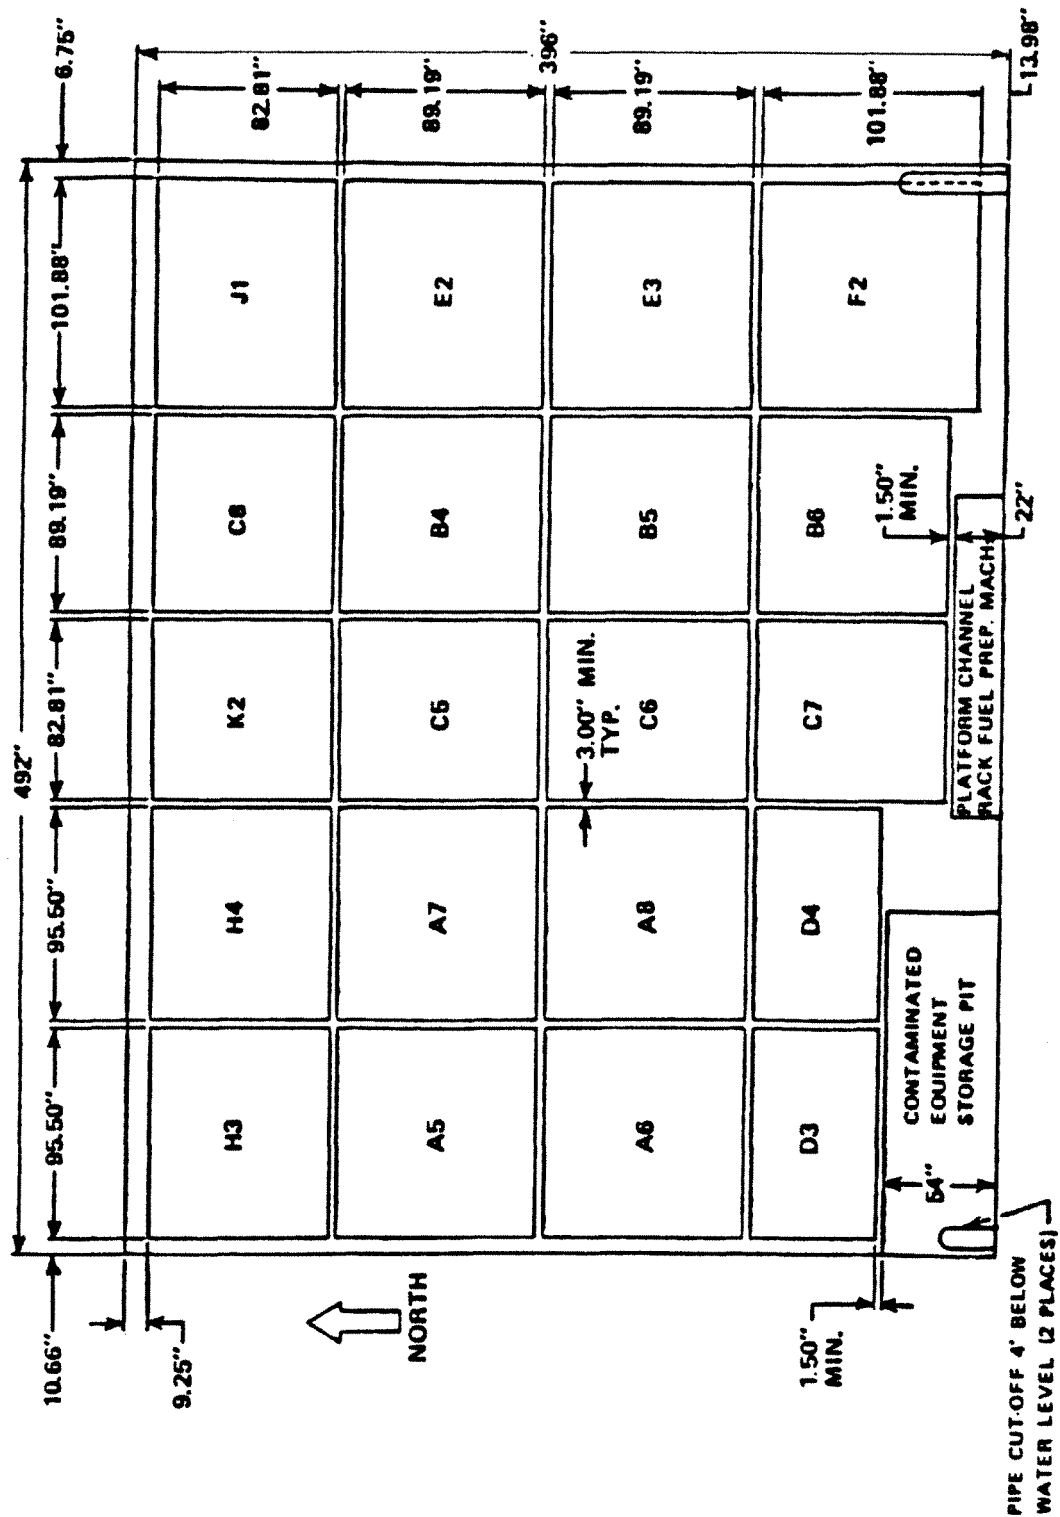 492"
10.66"
95.50"
95.50"
82.81"
89.19"
101.88"
6.75"
9.25"
H3
H4
K2
C8
J1
82.81"
396"
NORTH
A5
A7
C5
B4
E2
89.19"
3.00" MIN.
TYP.
A6
A8
C6
B5
E3
89.19"
1.50"
MIN.
D3
D4
C7
B6
F2
101.88"
1.50"
MIN.
54"
CONTAMINATED
EQUIPMENT
STORAGE PIT
PLATFORM CHANNEL
RACK FUEL PREP. MACH.
22"
13.98"
PIPE CUT-OFF 4' BELOW
WATER LEVEL (2 PLACES)